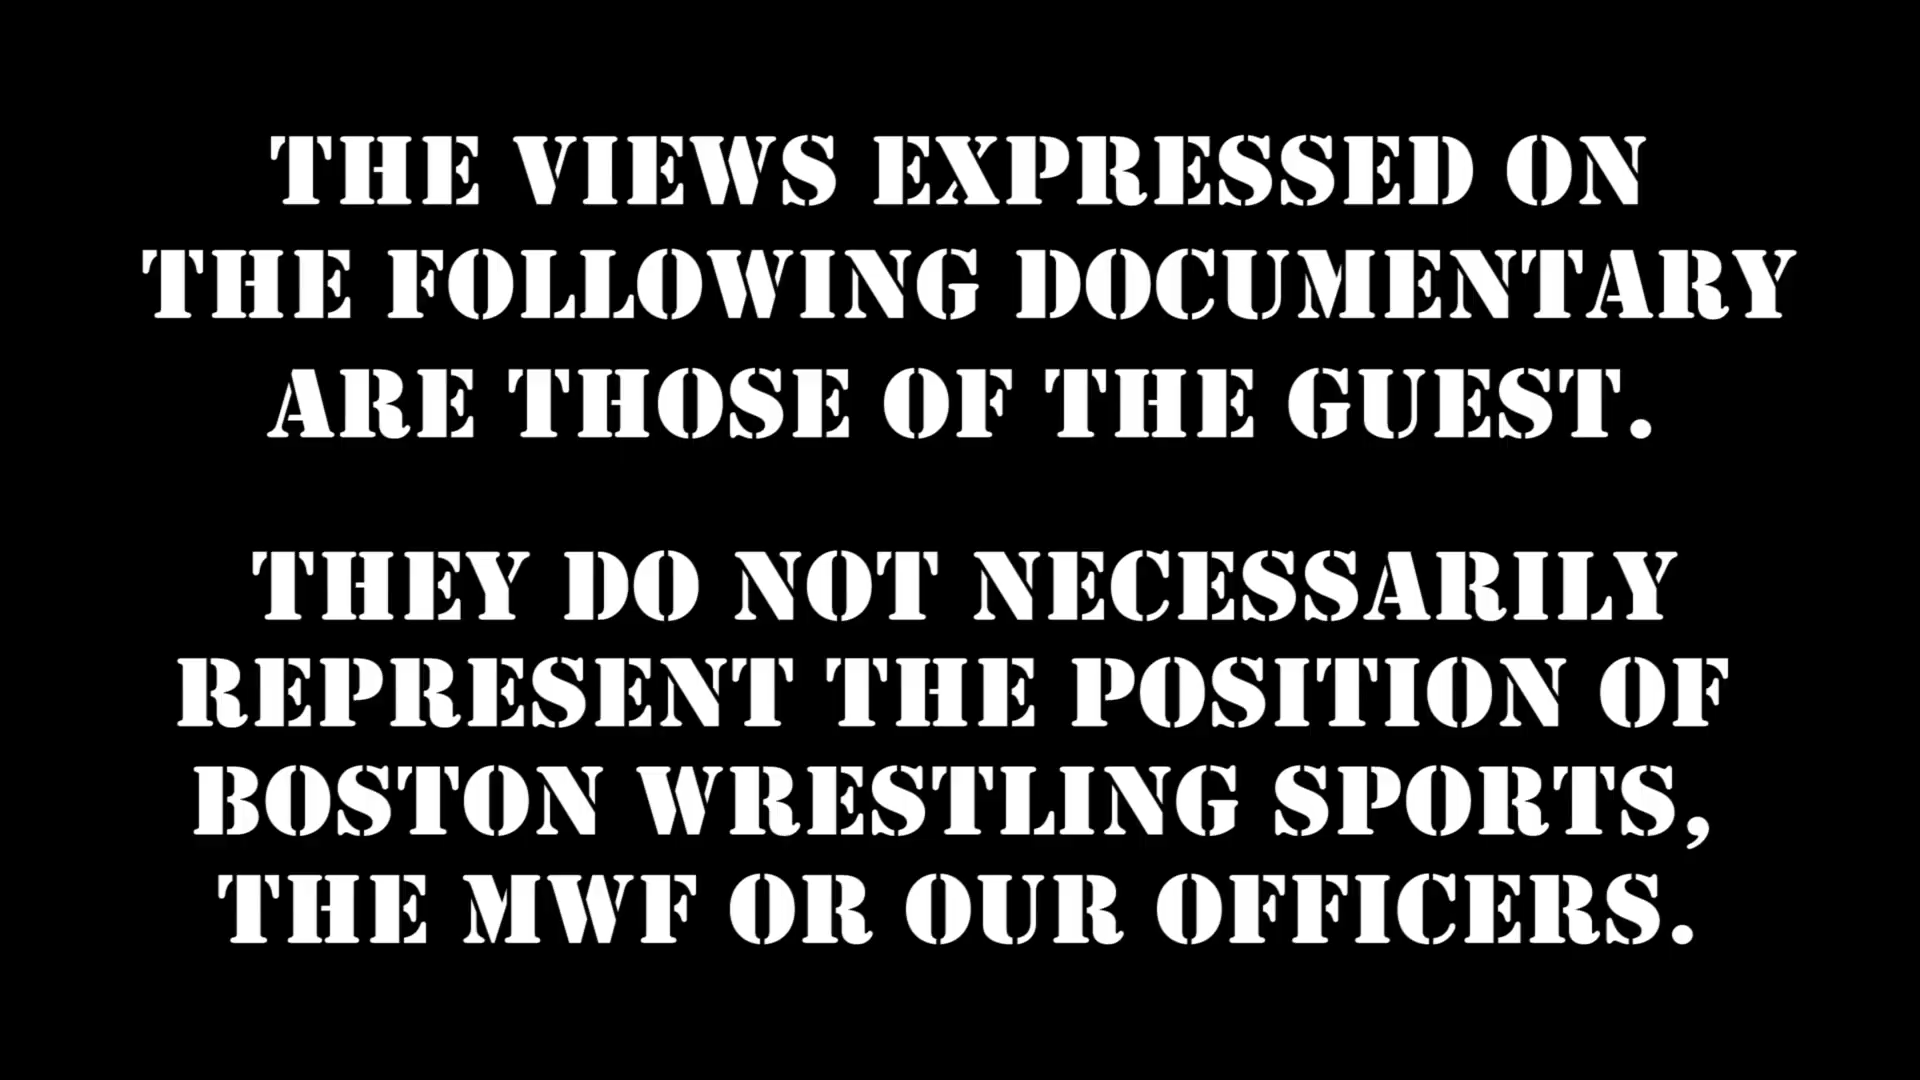 THE VIEWS EXPRESSED ON
THE FOLLOWING DOCUMENTARY
ARE THOSE OF THE GUEST.
THEY DO NOT NECESSARILY
REPRESENT THE POSITION OF
BOSTON WRESTLING SPORTS,
THE MWF OR OUR OFFICERS.